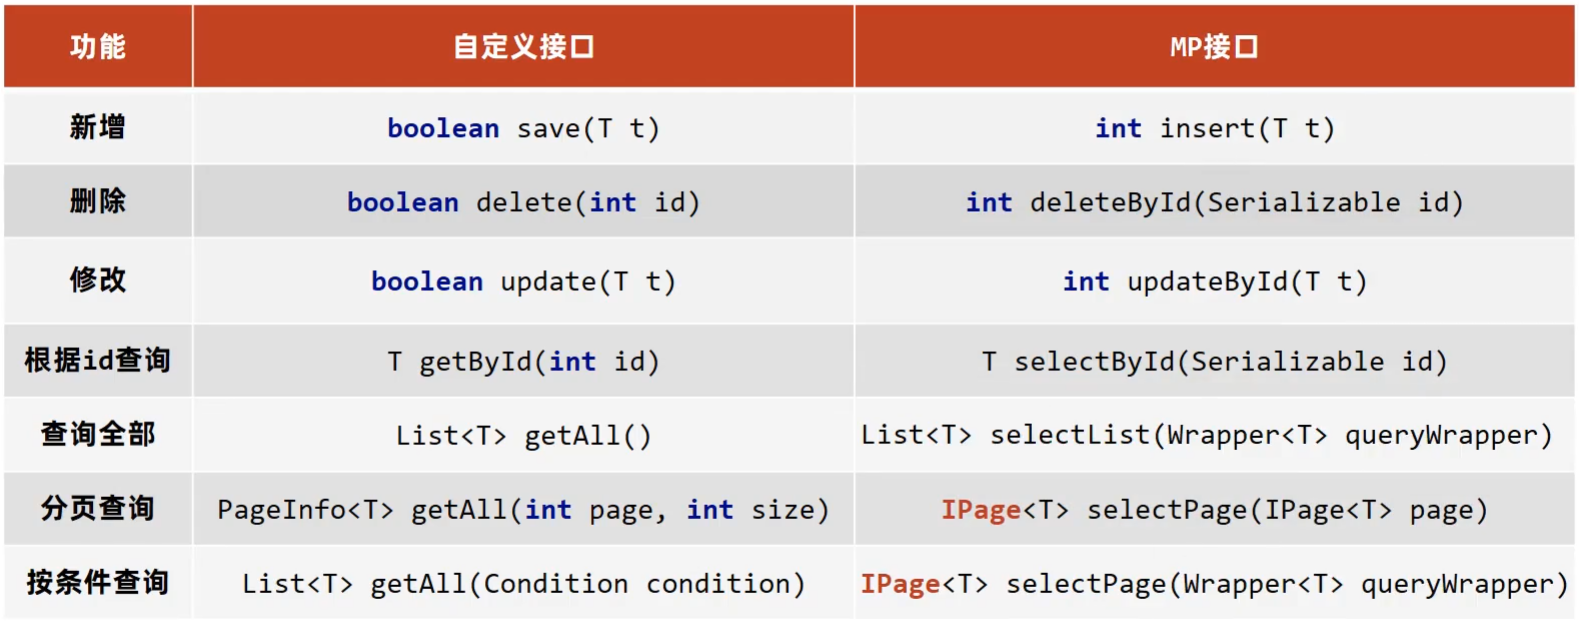 功能 自定义接口 MP接口
新增 boolean save(T t) int insert(T t)
删除 boolean delete(int id) int deleteById(Serializable id)
修改 boolean update(T t) int updateById(T t)
根据id查询 T getById(int id) T selectById(Serializable id)
查询全部 List<T> getAll() List<T> selectList(Wrapper<T> queryWrapper)
分页查询 PageInfo<T> getAll(int page, int size) IPage<T> selectPage(IPage<T> page)
按条件查询 List<T> getAll(Condition condition) IPage<T> selectPage(Wrapper<T> queryWrapper)